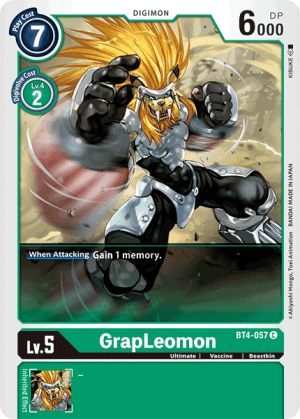 DIGIMON
Play Cost
7
6000
DP
Digivolve Cost
Lv.4
2
KISUKE
©Akiyoshi Hongo, Toei Animation BANDAI MADE IN JAPAN
When Attacking Gain 1 memory.
BT4-057 C
Lv.5
GrapLeomon
Ultimate | Vaccine | Beastkin
Inherited Effect
-